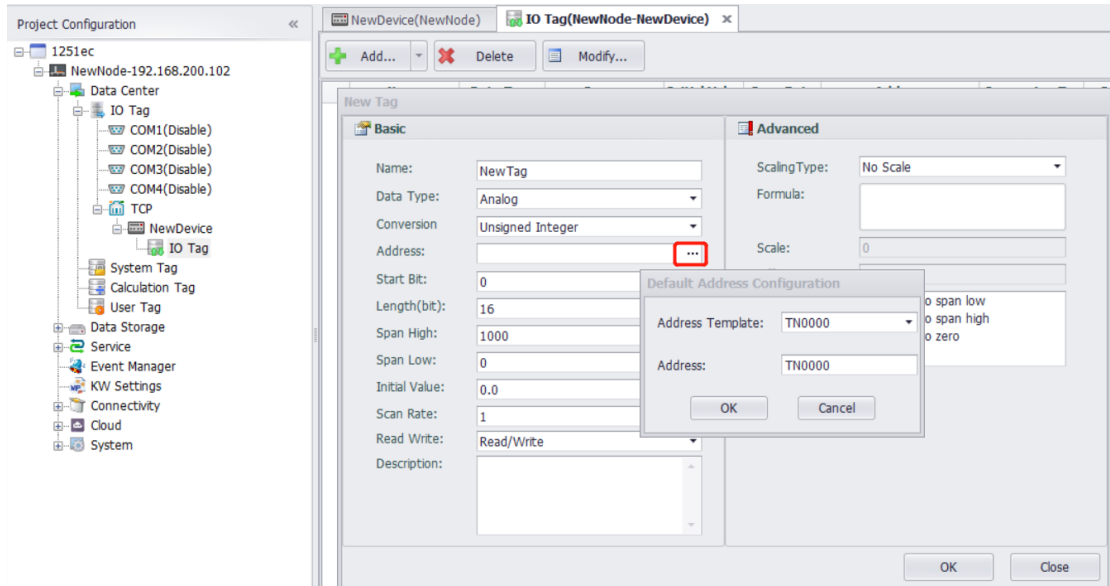 Project Configuration
«
1251ec
NewNode-192.168.200.102
Data Center
IO Tag
COM1(Disable)
COM2(Disable)
COM3(Disable)
COM4(Disable)
TCP
NewDevice
IO Tag
System Tag
Calculation Tag
User Tag
Data Storage
Service
Event Manager
KW Settings
Connectivity
Cloud
System
NewDevice(NewNode)
IO Tag(NewNode-NewDevice) ×
Add...
Delete
Modify...
New Tag
Basic
Name: NewTag
Data Type: Analog
Conversion Unsigned Integer
Address: ...
Start Bit: 0
Length(bit): 16
Span High: 1000
Span Low: 0
Initial Value: 0.0
Scan Rate: 1
Read Write: Read/Write
Description:
Advanced
ScalingType: No Scale
Formula:
Scale: 0
o span low
o span high
o zero
Default Address Configuration
Address Template: TN0000
Address: TN0000
OK Cancel
OK Close